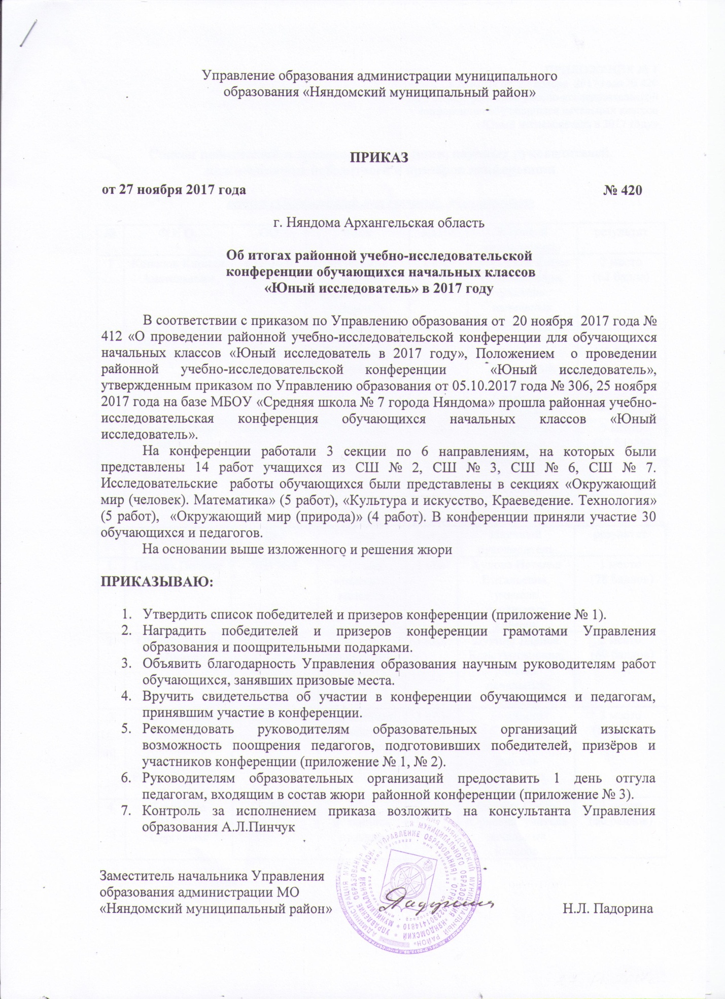 Управление образования администрации муниципального
образования «Няндомский муниципальный район»
ПРИКАЗ
от 27 ноября 2017 года № 420
г. Няндома Архангельская область
Об итогах районной учебно-исследовательской
конференции обучающихся начальных классов
«Юный исследователь» в 2017 году
В соответствии с приказом по Управлению образования от 20 ноября 2017 года №
412 «О проведении районной учебно-исследовательской конференции для обучающихся
начальных классов «Юный исследователь в 2017 году», Положением о проведении
районной учебно-исследовательской конференции «Юный исследователь»,
утвержденным приказом по Управлению образования от 05.10.2017 года № 306, 25 ноября
2017 года на базе МБОУ «Средняя школа № 7 города Няндома» прошла районная учебно-
исследовательская конференция обучающихся начальных классов «Юный
исследователь».
На конференции работали 3 секции по 6 направлениям, на которых были
представлены 14 работ учащихся из СШ № 2, СШ № 3, СШ № 6, СШ № 7.
Исследовательские работы обучающихся были представлены в секциях «Окружающий
мир (человек). Математика» (5 работ), «Культура и искусство, Краеведение. Технология»
(5 работ), «Окружающий мир (природа)» (4 работ). В конференции приняли участие 30
обучающихся и педагогов.
На основании выше изложенного и решения жюри
ПРИКАЗЫВАЮ:
1. Утвердить список победителей и призеров конференции (приложение № 1).
2. Наградить победителей и призеров конференции грамотами Управления
образования и поощрительными подарками.
3. Объявить благодарность Управления образования научным руководителям работ
обучающихся, занявших призовые места.
4. Вручить свидетельства об участии в конференции обучающимся и педагогам,
принявшим участие в конференции.
5. Рекомендовать руководителям образовательных организаций изыскать
возможность поощрения педагогов, подготовивших победителей, призёров и
участников конференции (приложение № 1, № 2).
6. Руководителям образовательных организаций предоставить 1 день отгула
педагогам, входящим в состав жюри районной конференции (приложение № 3).
7. Контроль за исполнением приказа возложить на консультанта Управления
образования А.Л.Пинчук
Заместитель начальника Управления
образования администрации МО
«Няндомский муниципальный район» Н.Л. Падорина